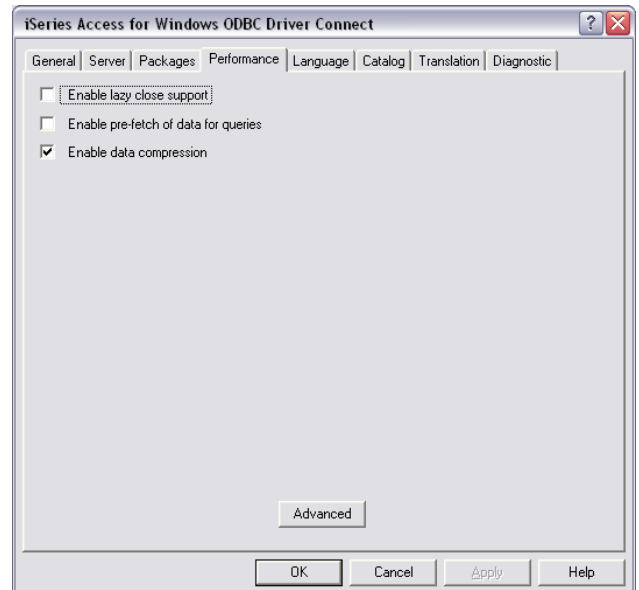 iSeries Access for Windows ODBC Driver Connect
General Server Packages Performance Language Catalog Translation Diagnostic
Enable lazy close support
Enable pre-fetch of data for queries
Enable data compression
Advanced
OK Cancel Apply Help